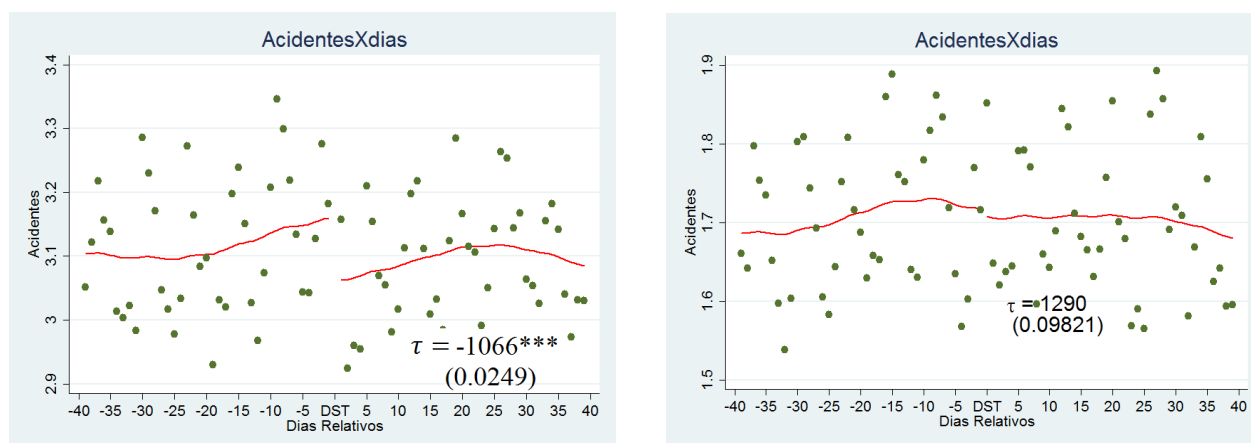 AcidentesXdias
Acidentes
3.4
3.3
3.2
3.1
3
2.9
τ = -1066***
(0.0249)
-40 -35 -30 -25 -20 -15 -10 -5 DST 5 10 15 20 25 30 35 40
Dias Relativos
AcidentesXdias
Acidentes
1.9
1.8
1.7
1.6
1.5
τ = -1290
(0.09821)
-40 -35 -30 -25 -20 -15 -10 -5 DST 5 10 15 20 25 30 35 40
Dias Relativos